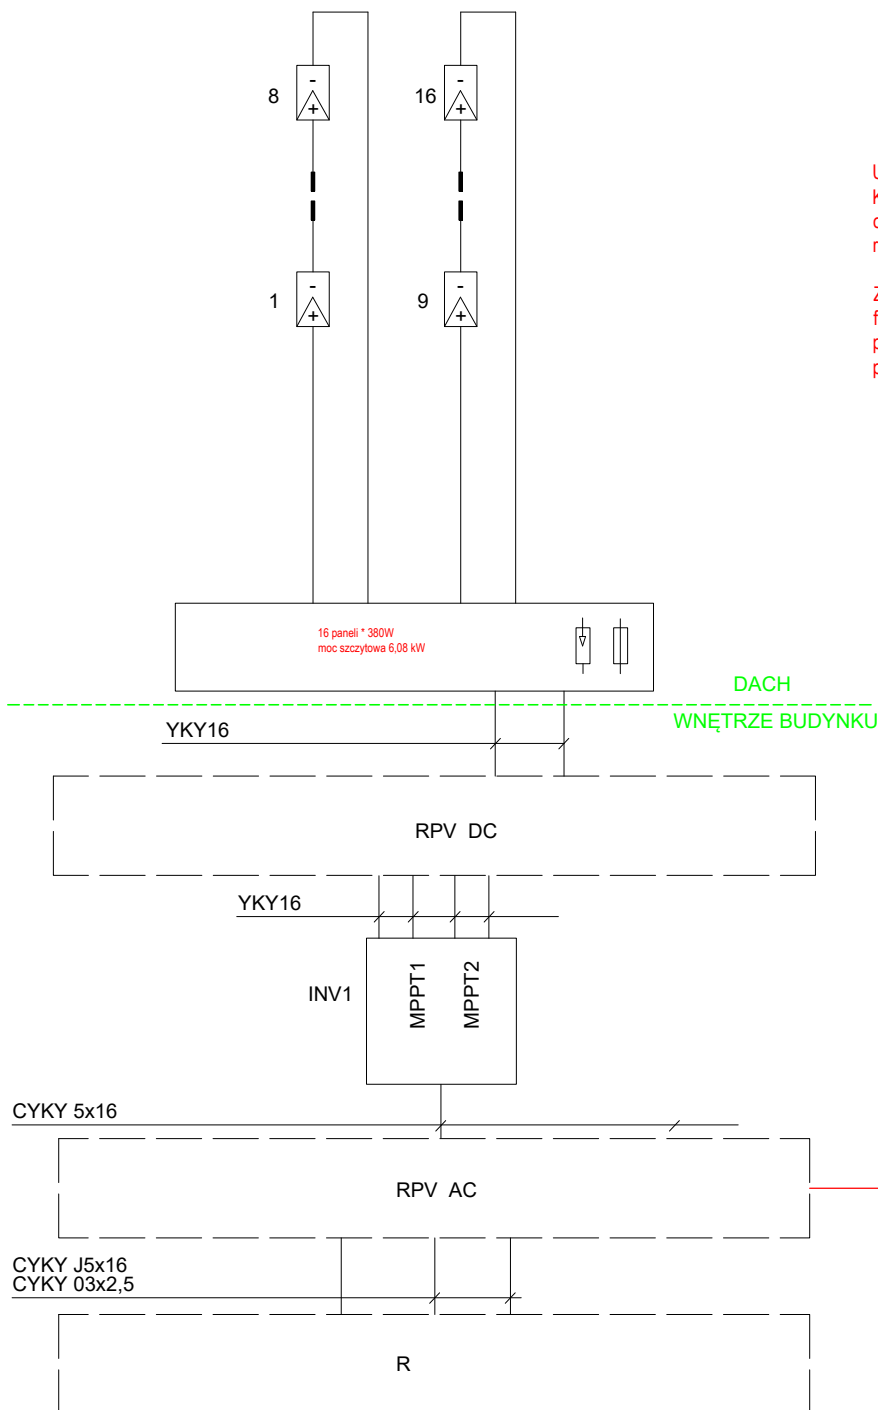 8
-
+
16
-
+
1
-
+
9
-
+
16 paneli * 380W
moc szczytowa 6,08 kW
DACH
WNĘTRZE BUDYNKU
YKY16
RPV DC
YKY16
INV1
MPPT1
MPPT2
CYKY 5x16
RPV AC
CYKY J5x16
CYKY 03x2,5
R